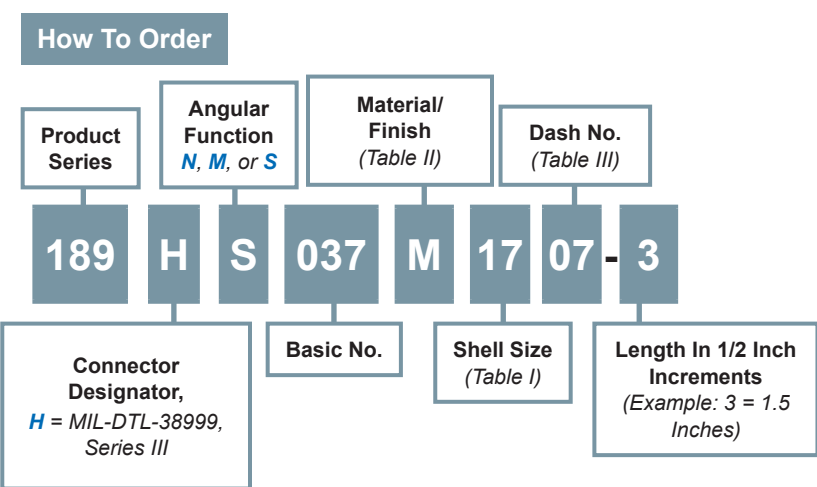 How To Order
Product
Series
Angular
Function
N, M, or S
Material/
Finish
(Table II)
Dash No.
(Table III)
189 H S 037 M 17 07 - 3
Connector
Designator,
H = MIL-DTL-38999,
Series III
Basic No.
Shell Size
(Table I)
Length In 1/2 Inch
Increments
(Example: 3 = 1.5
Inches)